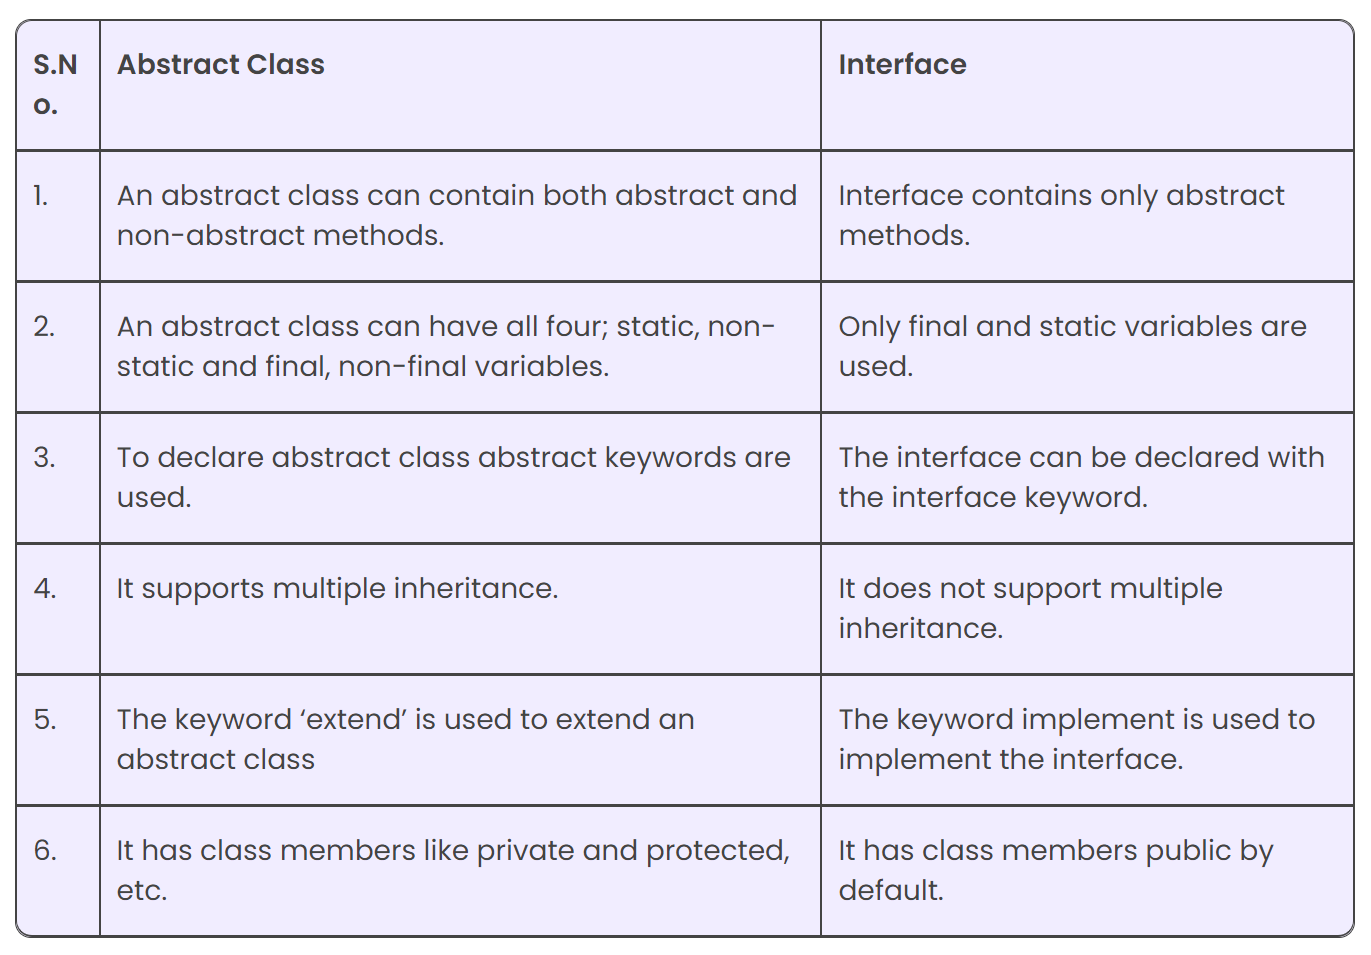 S.N
o.
Abstract Class
Interface
1.
An abstract class can contain both abstract and
non-abstract methods.
Interface contains only abstract
methods.
2.
An abstract class can have all four; static, non-
static and final, non-final variables.
Only final and static variables are
used.
3.
To declare abstract class abstract keywords are
used.
The interface can be declared with
the interface keyword.
4.
It supports multiple inheritance.
It does not support multiple
inheritance.
5.
The keyword ‘extend’ is used to extend an
abstract class
The keyword implement is used to
implement the interface.
6.
It has class members like private and protected,
etc.
It has class members public by
default.